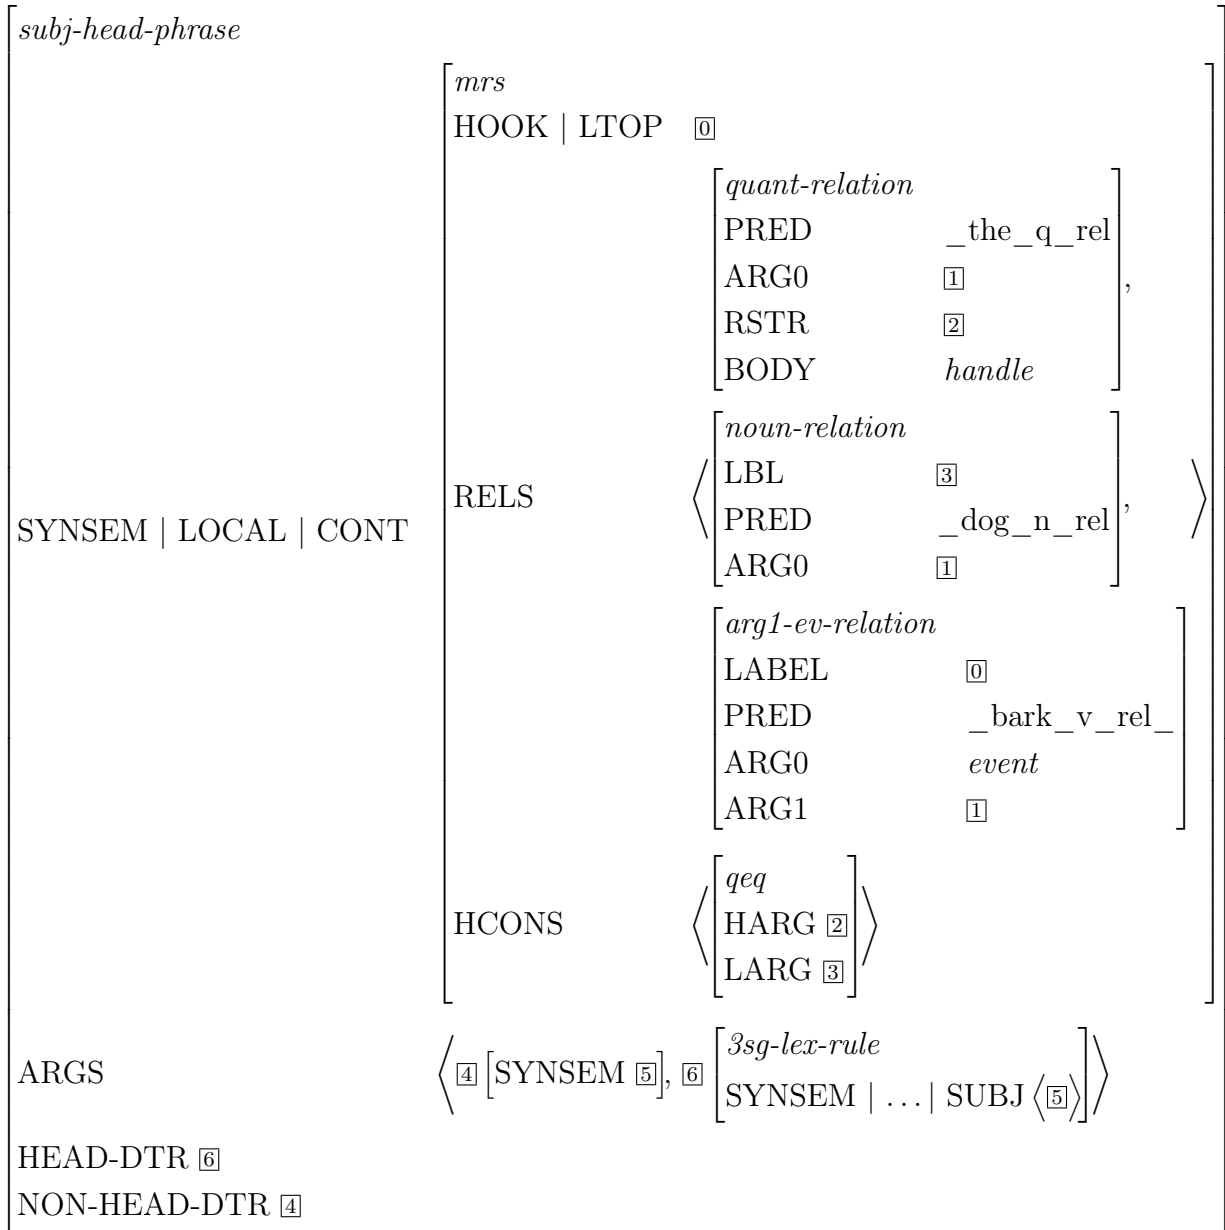 subj-head-phrase
mrs
HOOK | LTOP 0
quant-relation
PRED _the_q_rel
ARG0 1
RSTR 2
BODY handle
,
noun-relation
LBL 3
PRED _dog_n_rel
ARG0 1
,
RELS ⟨ ⟩
SYNSEM | LOCAL | CONT
arg1-ev-relation
LABEL 0
PRED _bark_v_rel_
ARG0 event
ARG1 1
qeq
HCONS ⟨ HARG 2 ⟩
LARG 3
ARGS ⟨ 4 [SYNSEM 5], 6 [3sg-lex-rule
SYNSEM | ... | SUBJ ⟨5⟩] ⟩
HEAD-DTR 6
NON-HEAD-DTR 4